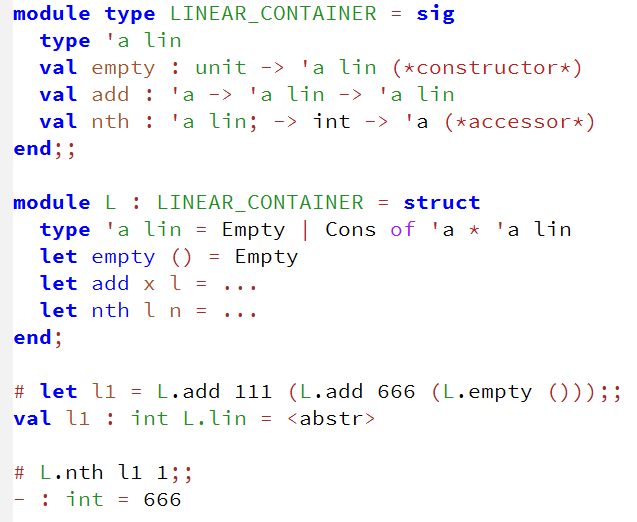 module type LINEAR_CONTAINER = sig
  type 'a lin
  val empty : unit -> 'a lin (*constructor*)
  val add : 'a -> 'a lin -> 'a lin
  val nth : 'a lin; -> int -> 'a (*accessor*)
end;;

module L : LINEAR_CONTAINER = struct
  type 'a lin = Empty | Cons of 'a * 'a lin
  let empty () = Empty
  let add x l = ...
  let nth l n = ...
end;

# let l1 = L.add 111 (L.add 666 (L.empty ()));;
val l1 : int L.lin = <abstr>

# L.nth l1 1;;
- : int = 666